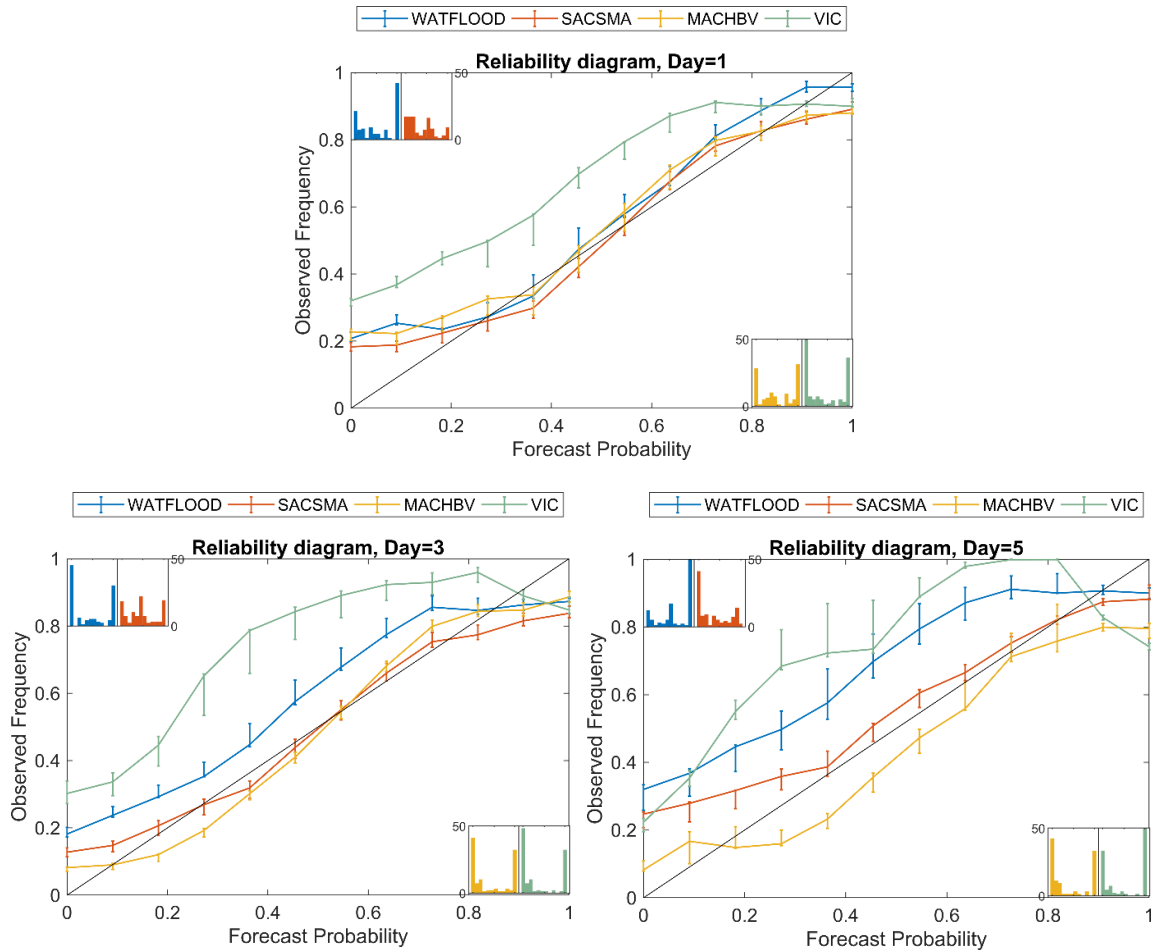 WATFLOOD SACSMA MACHBV VIC
Reliability diagram, Day=1
1
0.8
0.6
0.4
0.2
0
50
0
50
0
0 0.2 0.4 0.6 0.8 1
Observed Frequency
Forecast Probability
WATFLOOD SACSMA MACHBV VIC
Reliability diagram, Day=3
1
0.8
0.6
0.4
0.2
0
50
0
50
0
0 0.2 0.4 0.6 0.8 1
Observed Frequency
Forecast Probability
WATFLOOD SACSMA MACHBV VIC
Reliability diagram, Day=5
1
0.8
0.6
0.4
0.2
0
50
0
50
0
0 0.2 0.4 0.6 0.8 1
Observed Frequency
Forecast Probability